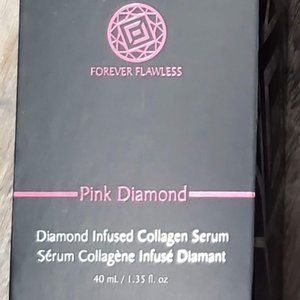 FOREVER FLAWLESS
Pink Diamond
Diamond Infused Collagen Serum
Sérum Collagène Infusé Diamant
40 ml / 1.35 fl. oz